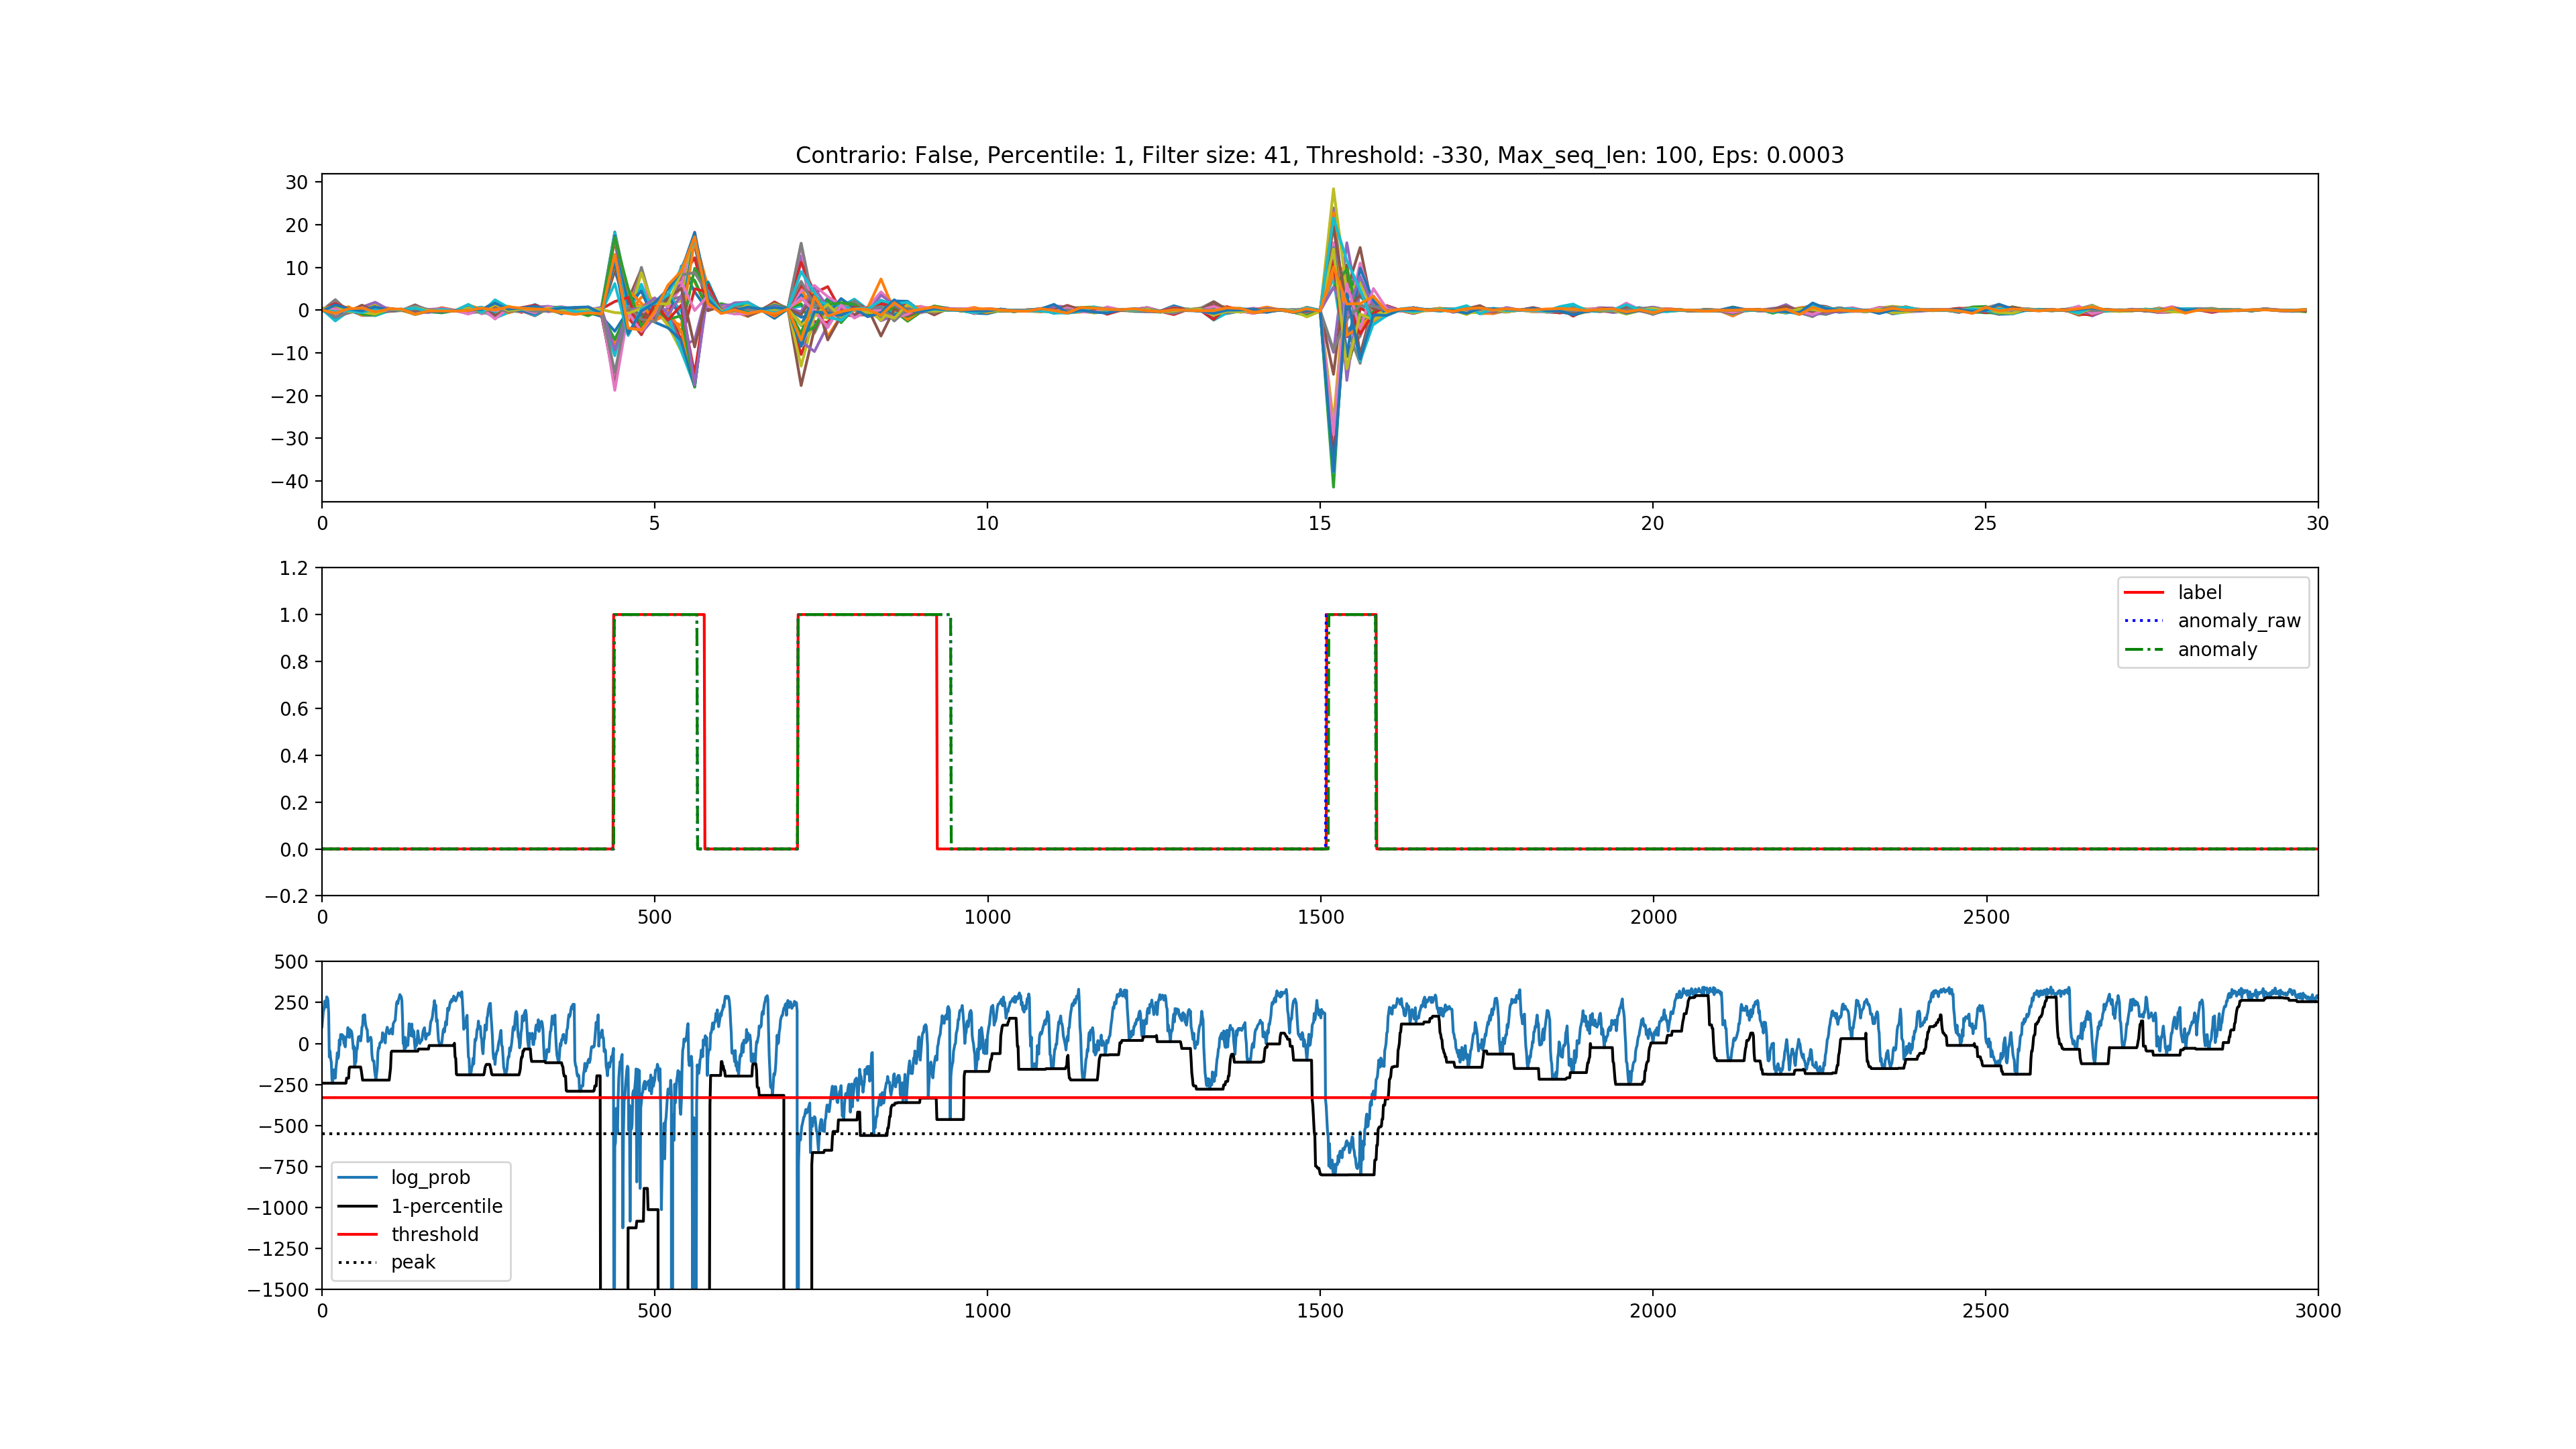 Contrario: False, Percentile: 1, Filter size: 41, Threshold: -330, Max_seq_len: 100, Eps: 0.0003
30
20
10
0
−10
−20
−30
−40
0 5 10 15 20 25 30
1.2
1.0
0.8
0.6
0.4
0.2
0.0
−0.2
label
anomaly_raw
anomaly
0 500 1000 1500 2000 2500
500
250
0
−250
−500
−750
−1000
−1250
−1500
log_prob
1-percentile
threshold
peak
0 500 1000 1500 2000 2500 3000